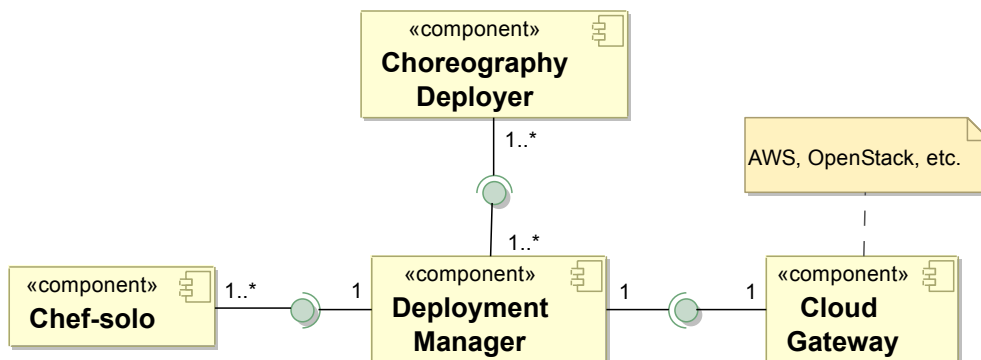 «component»
Choreography
Deployer
1..*
AWS, OpenStack, etc.
1..*
«component»
Chef-solo
1..*
1
«component»
Deployment
Manager
1
1
«component»
Cloud
Gateway